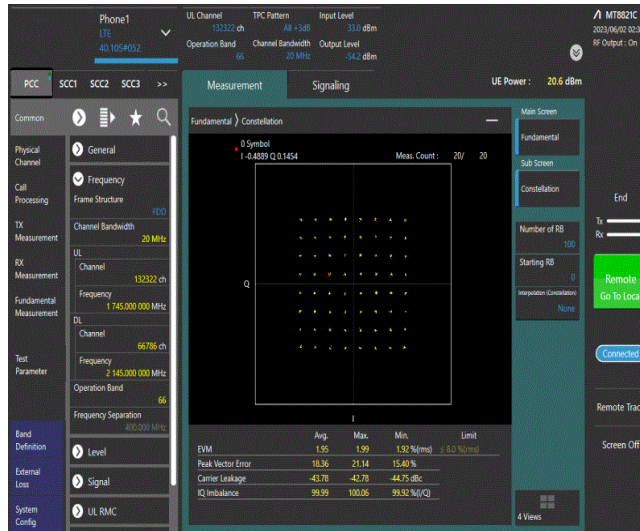 Phone1
LTE
40.10S#052
UL Channel
132322 ch
TPC Pattern
All +3dB
Input Level
33.0 dBm
Operation Band
66
Channel Bandwidth
20 MHz
Output Level
-54.2 dBm
MT8821C
2023/06/02 02:3
RF Output : On
PCC SCC1 SCC2 SCC3 >>
Measurement
Signaling
UE Power : 20.6 dBm
Common
Physical
Channel
Call
Processing
TX
Measurement
RX
Measurement
Fundamental
Measurement
Test
Parameter
Band
Definition
External
Loss
System
Config
General
Frequency
Frame Structure
FDD
Channel Bandwidth
20 MHz
UL
Channel
132322 ch
Frequency
1 745.000 000 MHz
DL
Channel
66786 ch
Frequency
2 145.000 000 MHz
Operation Band
66
Frequency Separation
400.000 MHz
Level
Signal
UL RMC
Fundamental 〉 Constellation
0 Symbol
I -0.4889 Q 0.1454
Meas. Count : 20/ 20
Q
I
Avg. Max. Min. Limit
EVM 1.95 1.99 1.92 %(rms) ≤ 8.0 %(rms)
Peak Vector Error 18.36 21.14 15.40 %
Carrier Leakage -43.78 -42.78 -44.75 dBc
IQ Imbalance 99.99 100.06 99.92 %(I/Q)
Main Screen
Fundamental
Sub Screen
Constellation
Number of RB
100
Starting RB
0
Interpolation (Constellation)
None
4 Views
End
Tx
Rx
Remote
Go To Loca
Connected
Remote Trac
Screen Off